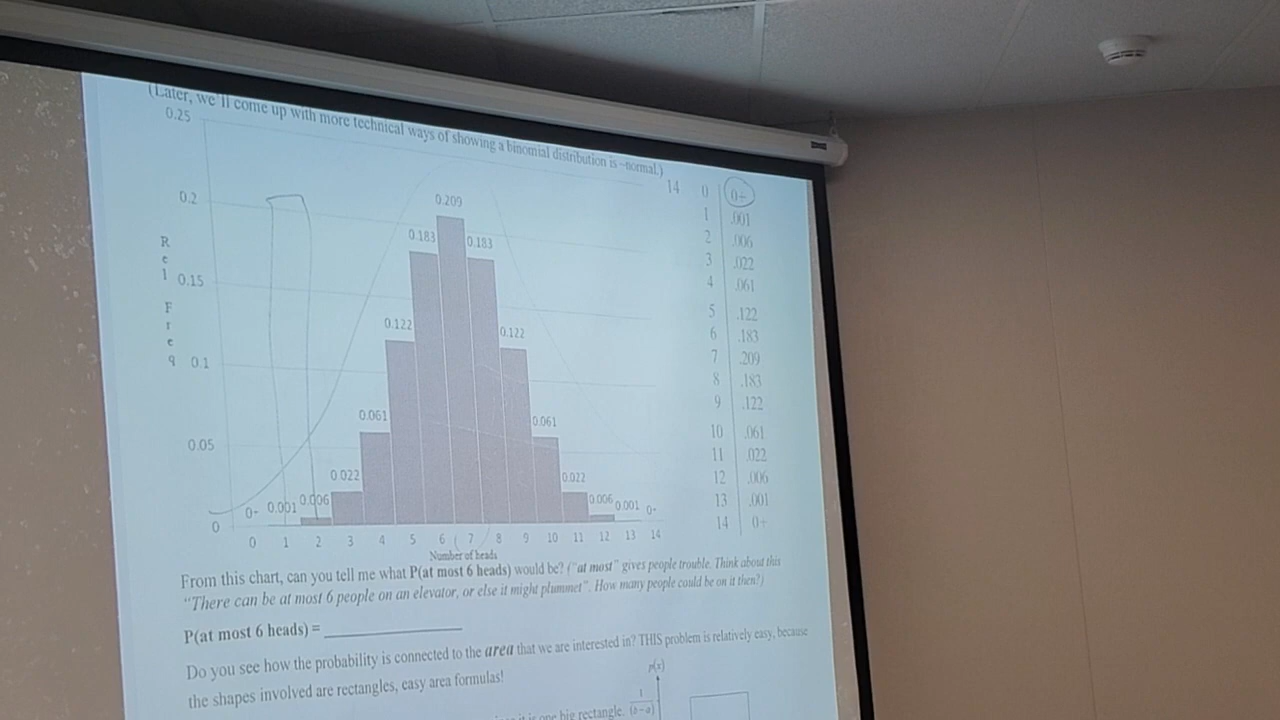 (Later, we'll come up with more technical ways of showing a binomial distribution is ~normal.)
0.25
0.2
0.15
0.1
0.05
0
Rel Freq
0+ 0.001 0.006 0.022 0.061 0.122 0.183 0.209 0.183 0.122 0.061 0.022 0.006 0.001 0+
0 1 2 3 4 5 6 7 8 9 10 11 12 13 14
Number of heads
14 0 0+
1 .001
2 .006
3 .022
4 .061
5 .122
6 .183
7 .209
8 .183
9 .122
10 .061
11 .022
12 .006
13 .001
14 0+
From this chart, can you tell me what P(at most 6 heads) would be? ("at most" gives people trouble. Think about this
"There can be at most 6 people on an elevator, or else it might plummet". How many people could be on it then?)
P(at most 6 heads) = ____________
Do you see how the probability is connected to the area that we are interested in? THIS problem is relatively easy, because
the shapes involved are rectangles, easy area formulas!
p(x)
1
(b-a)
it is one big rectangle.